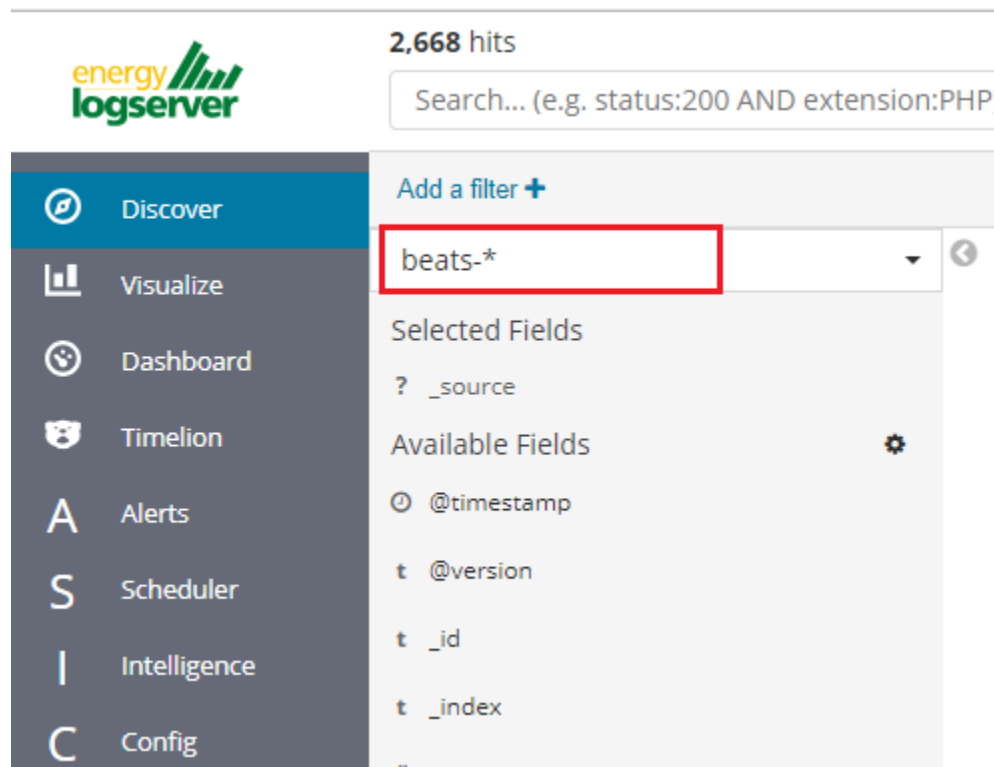 energy
logserver
2,668 hits
Search... (e.g. status:200 AND extension:PHP
Discover
Visualize
Dashboard
Timelion
A Alerts
S Scheduler
I Intelligence
C Config
Add a filter +
beats-*
Selected Fields
? _source
Available Fields
@timestamp
t @version
t _id
t _index